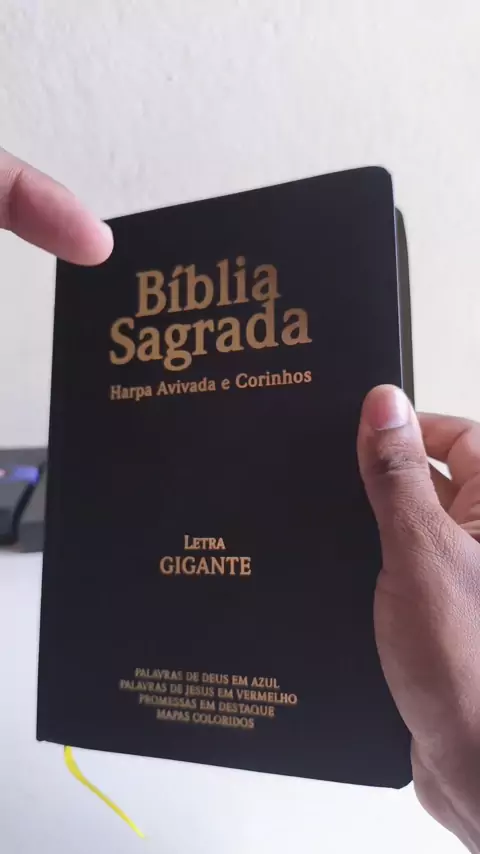 Bíblia
Sagrada
Harpa Avivada e Corinhos
LETRA
GIGANTE
PALAVRAS DE DEUS EM AZUL
PALAVRAS DE JESUS EM VERMELHO
PROMESSAS EM DESTAQUE
MAPAS COLORIDOS